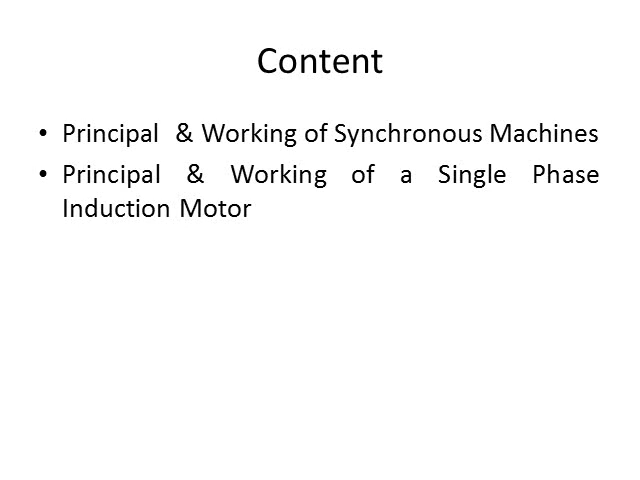 Content
• Principal & Working of Synchronous Machines
• Principal & Working of a Single Phase
Induction Motor